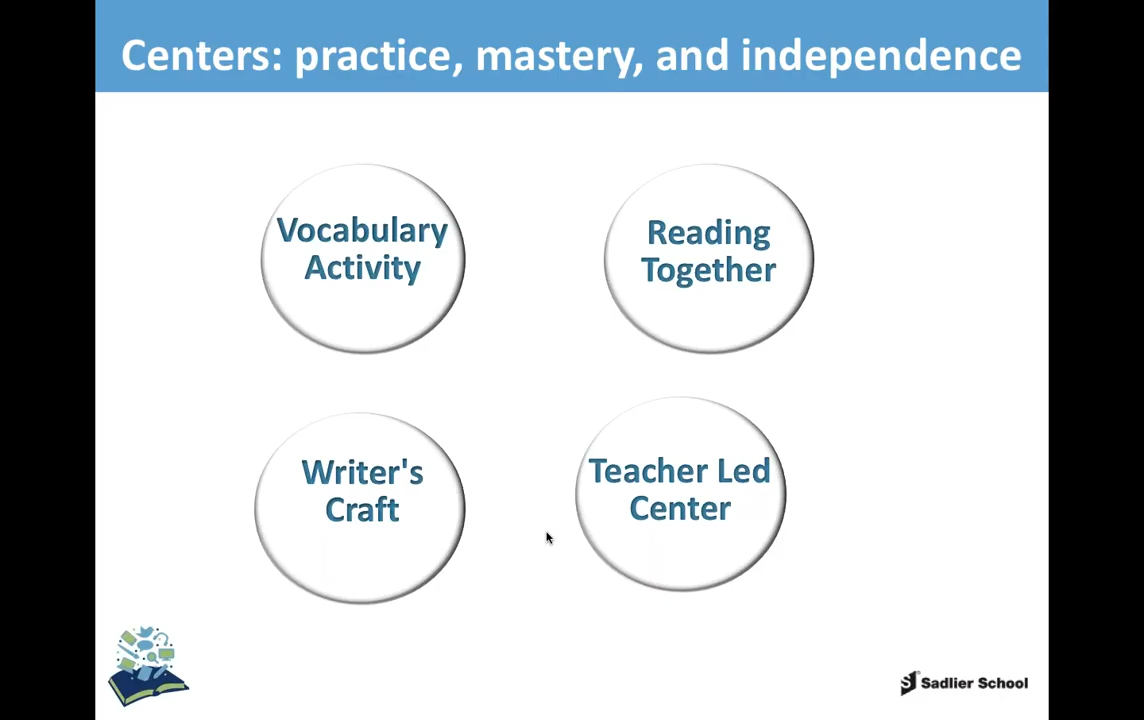 Centers: practice, mastery, and independence
Vocabulary
Activity
Reading
Together
Writer's
Craft
Teacher Led
Center
Sadlier School